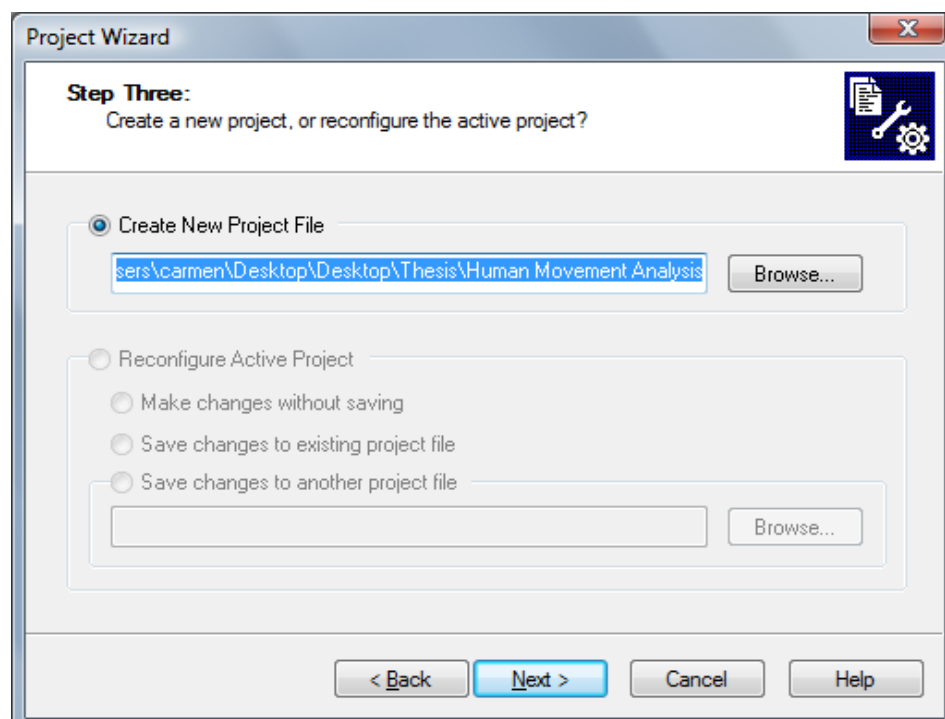 Project Wizard
Step Three:
Create a new project, or reconfigure the active project?
Create New Project File
sers\carmen\Desktop\Desktop\Thesis\Human Movement Analysis
Browse...
Reconfigure Active Project
Make changes without saving
Save changes to existing project file
Save changes to another project file
Browse...
< Back Next > Cancel Help